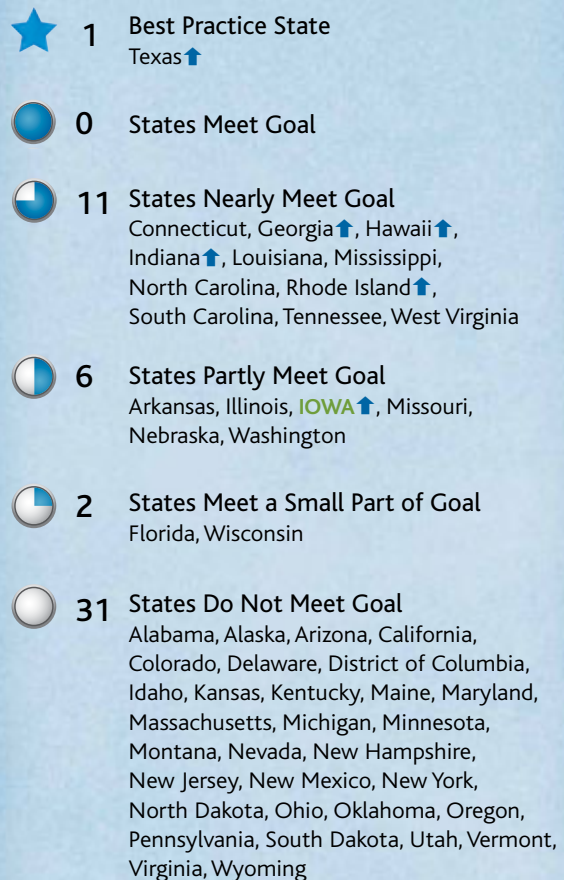 1 Best Practice State
Texas⬆
0 States Meet Goal
11 States Nearly Meet Goal
Connecticut, Georgia⬆, Hawaii⬆,
Indiana⬆, Louisiana, Mississippi,
North Carolina, Rhode Island⬆,
South Carolina, Tennessee, West Virginia
6 States Partly Meet Goal
Arkansas, Illinois, IOWA⬆, Missouri,
Nebraska, Washington
2 States Meet a Small Part of Goal
Florida, Wisconsin
31 States Do Not Meet Goal
Alabama, Alaska, Arizona, California,
Colorado, Delaware, District of Columbia,
Idaho, Kansas, Kentucky, Maine, Maryland,
Massachusetts, Michigan, Minnesota,
Montana, Nevada, New Hampshire,
New Jersey, New Mexico, New York,
North Dakota, Ohio, Oklahoma, Oregon,
Pennsylvania, South Dakota, Utah, Vermont,
Virginia, Wyoming